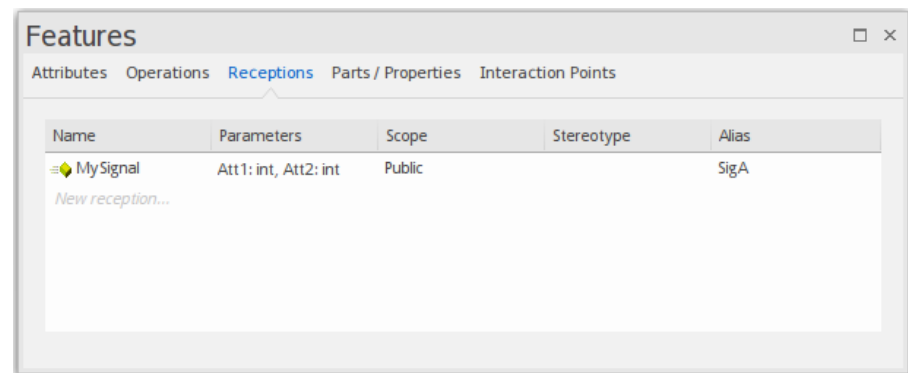 Features
Attributes Operations Receptions Parts / Properties Interaction Points
Name Parameters Scope Stereotype Alias
MySignal Att1: int, Att2: int Public SigA
New reception...